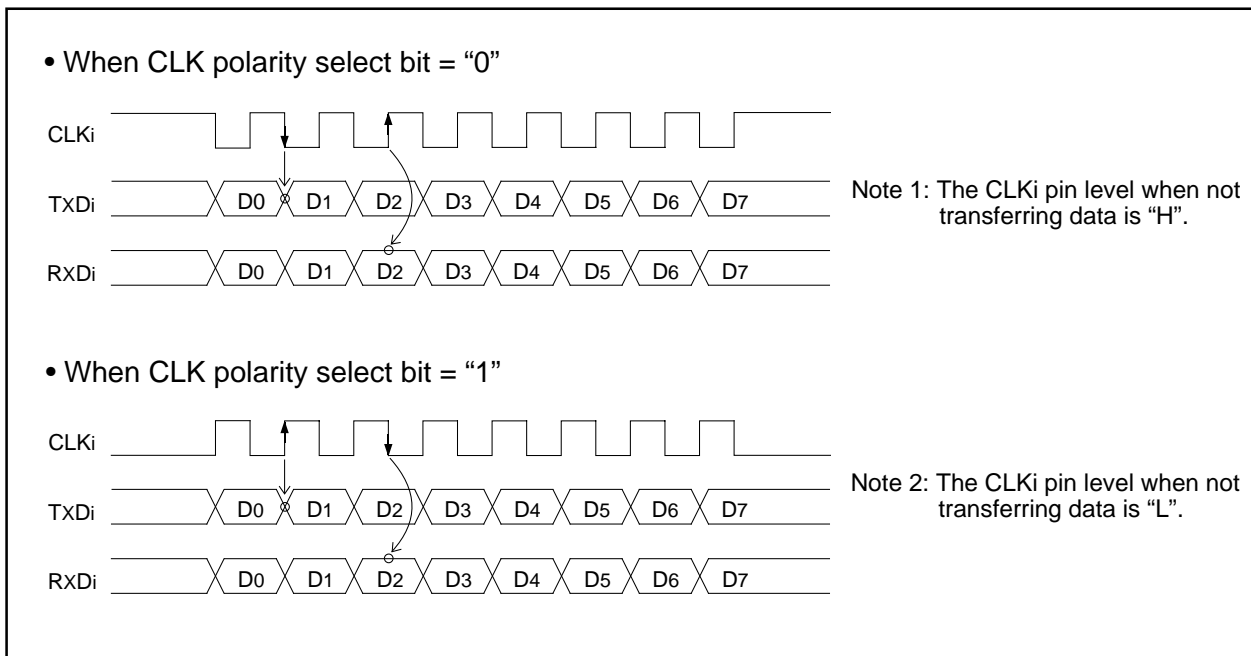 • When CLK polarity select bit = “0”
CLKi
TXDi D0 D1 D2 D3 D4 D5 D6 D7
RXDi D0 D1 D2 D3 D4 D5 D6 D7
Note 1: The CLKi pin level when not
transferring data is “H”.
• When CLK polarity select bit = “1”
CLKi
TXDi D0 D1 D2 D3 D4 D5 D6 D7
RXDi D0 D1 D2 D3 D4 D5 D6 D7
Note 2: The CLKi pin level when not
transferring data is “L”.